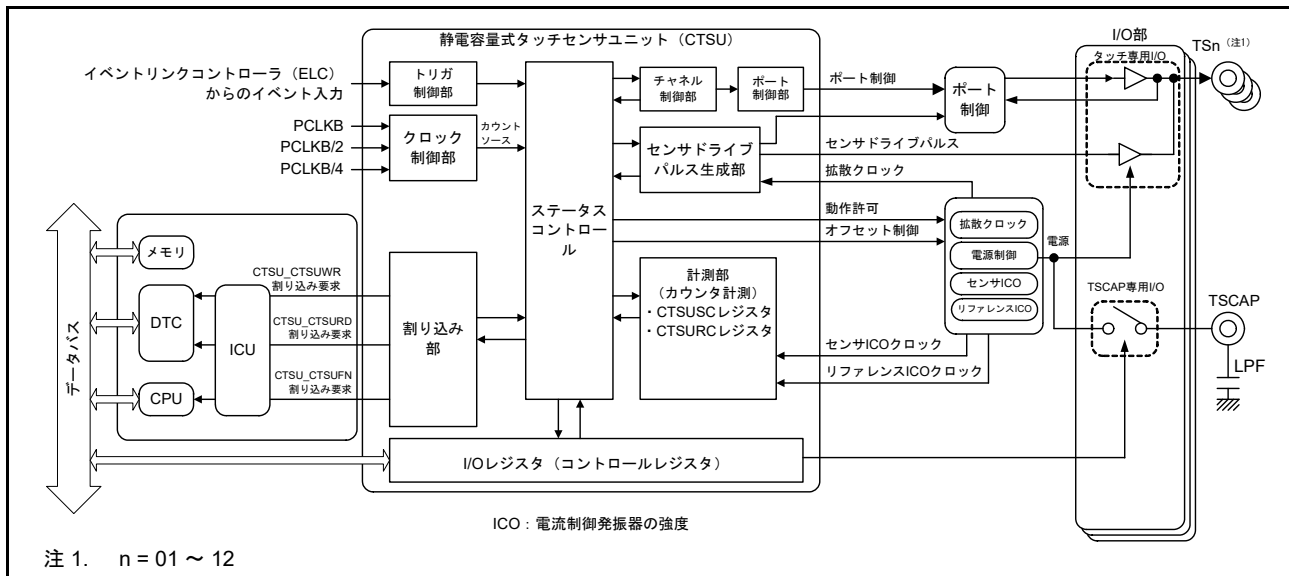 静電容量式タッチセンサユニット（CTSU）
I/O部
TSn （注1）
タッチ専用I/O
イベントリンクコントローラ（ELC）
からのイベント入力
トリガ
制御部
チャネル
制御部
ポート
制御部
ポート制御
ポート
制御
PCLKB
PCLKB/2
PCLKB/4
クロック
制御部
カウント
ソース
センサドライブ
パルス生成部
センサドライブパルス
拡散クロック
ステータス
コントロー
ル
動作許可
オフセット制御
拡散クロック
電源制御
センサICO
リファレンスICO
電源
メモリ
DTC
CPU
ICU
データバス
CTSU_CTSUWR
割り込み要求
CTSU_CTSURD
割り込み要求
CTSU_CTSUFN
割り込み要求
割り込み
部
計測部
（カウンタ計測）
・CTSUSCレジスタ
・CTSURCレジスタ
センサICOクロック
リファレンスICOクロック
TSCAP専用I/O
TSCAP
LPF
I/Oレジスタ（コントロールレジスタ）
ICO：電流制御発振器の強度
注 1. n = 01 ～ 12